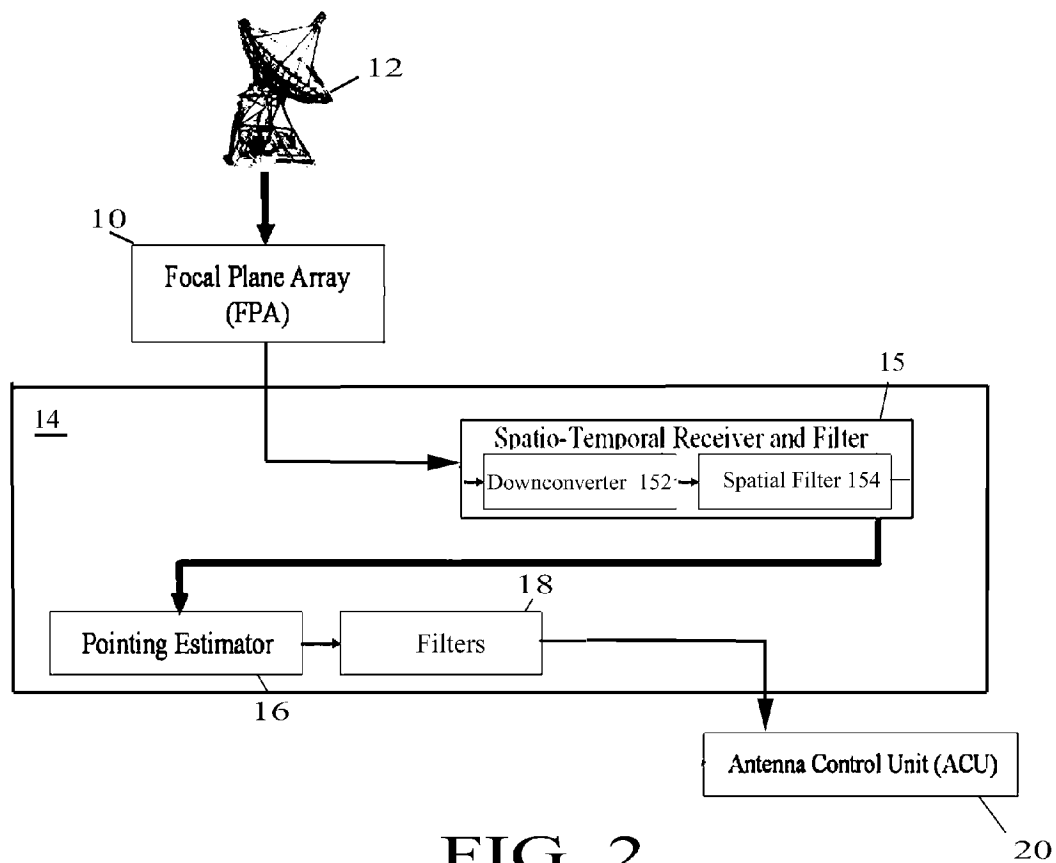 12
10
Focal Plane Array
(FPA)
15
14
Spatio-Temporal Receiver and Filter
Downconverter 152
Spatial Filter 154
18
Pointing Estimator
Filters
16
Antenna Control Unit (ACU)
20
FIG. 2